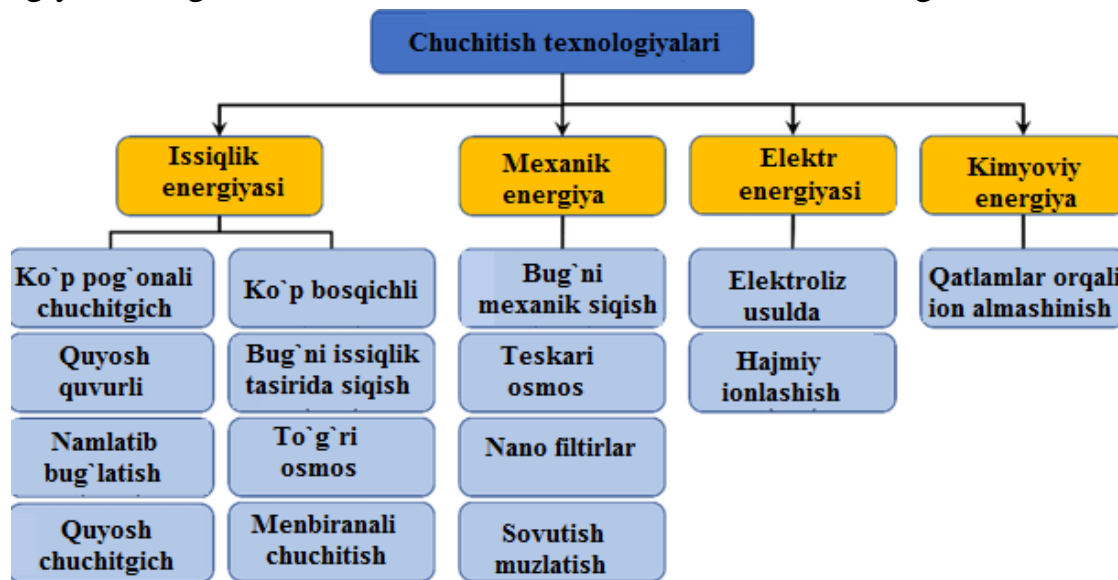 Chuchitish texnologiyalari
Issiqlik
energiyasi
Mexanik
energiya
Elektr
energiyasi
Kimyoviy
energiya
Ko`p pog`onali
chuchitgich
Quyosh
quvurli
Namlatib
bug`latish
Quyosh
chuchitgich
Ko`p bosqichli
Bug`ni issiqlik
tasirida siqish
To`g`ri
osmos
Menbiranali
chuchitish
Bug`ni
mexanik siqish
Teskari
osmos
Nano filtirlar
Sovutish
muzlatish
Elektroliz
usulda
Hajmiy
ionlashish
Qatlamlar orqali
ion almashinish